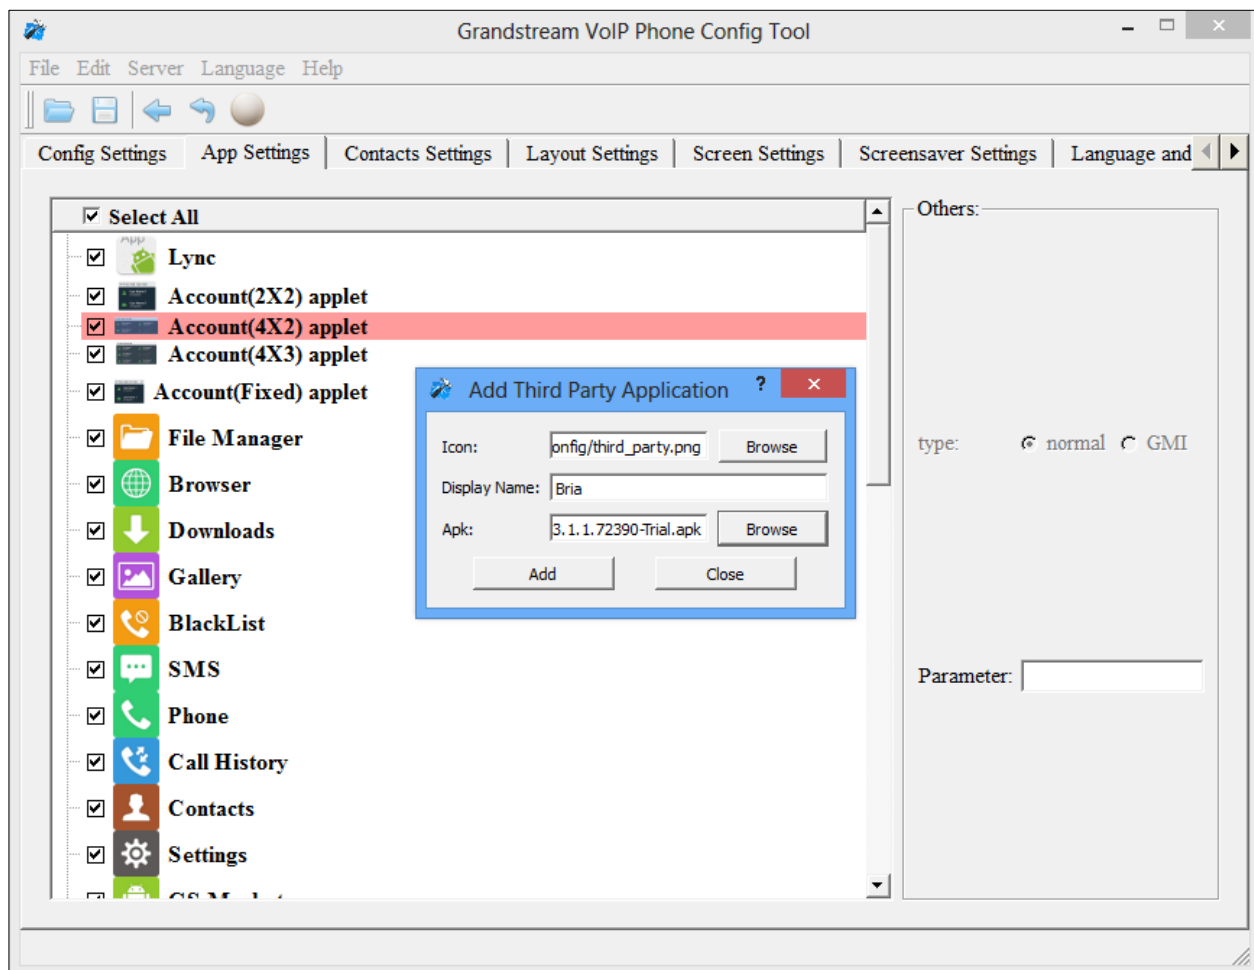 Grandstream VoIP Phone Config Tool
File Edit Server Language Help
Config Settings App Settings Contacts Settings Layout Settings Screen Settings Screensaver Settings Language and
Select All
Lync
Account(2X2) applet
Account(4X2) applet
Account(4X3) applet
Account(Fixed) applet
File Manager
Browser
Downloads
Gallery
BlackList
SMS
Phone
Call History
Contacts
Settings
Add Third Party Application ?
Icon: onfig/third_party.png Browse
Display Name: Bria
Apk: 3.1.1.72390-Trial.apk Browse
Add Close
Others:
type: normal GMI
Parameter: